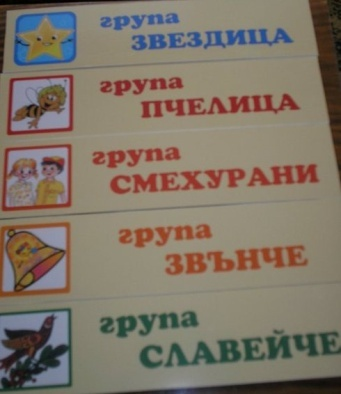 група
ЗВЕЗДИЦА
група
ПЧЕЛИЦА
група
СМЕХУРАНИ
група
ЗВЪНЧЕ
група
СЛАВЕЙЧЕ